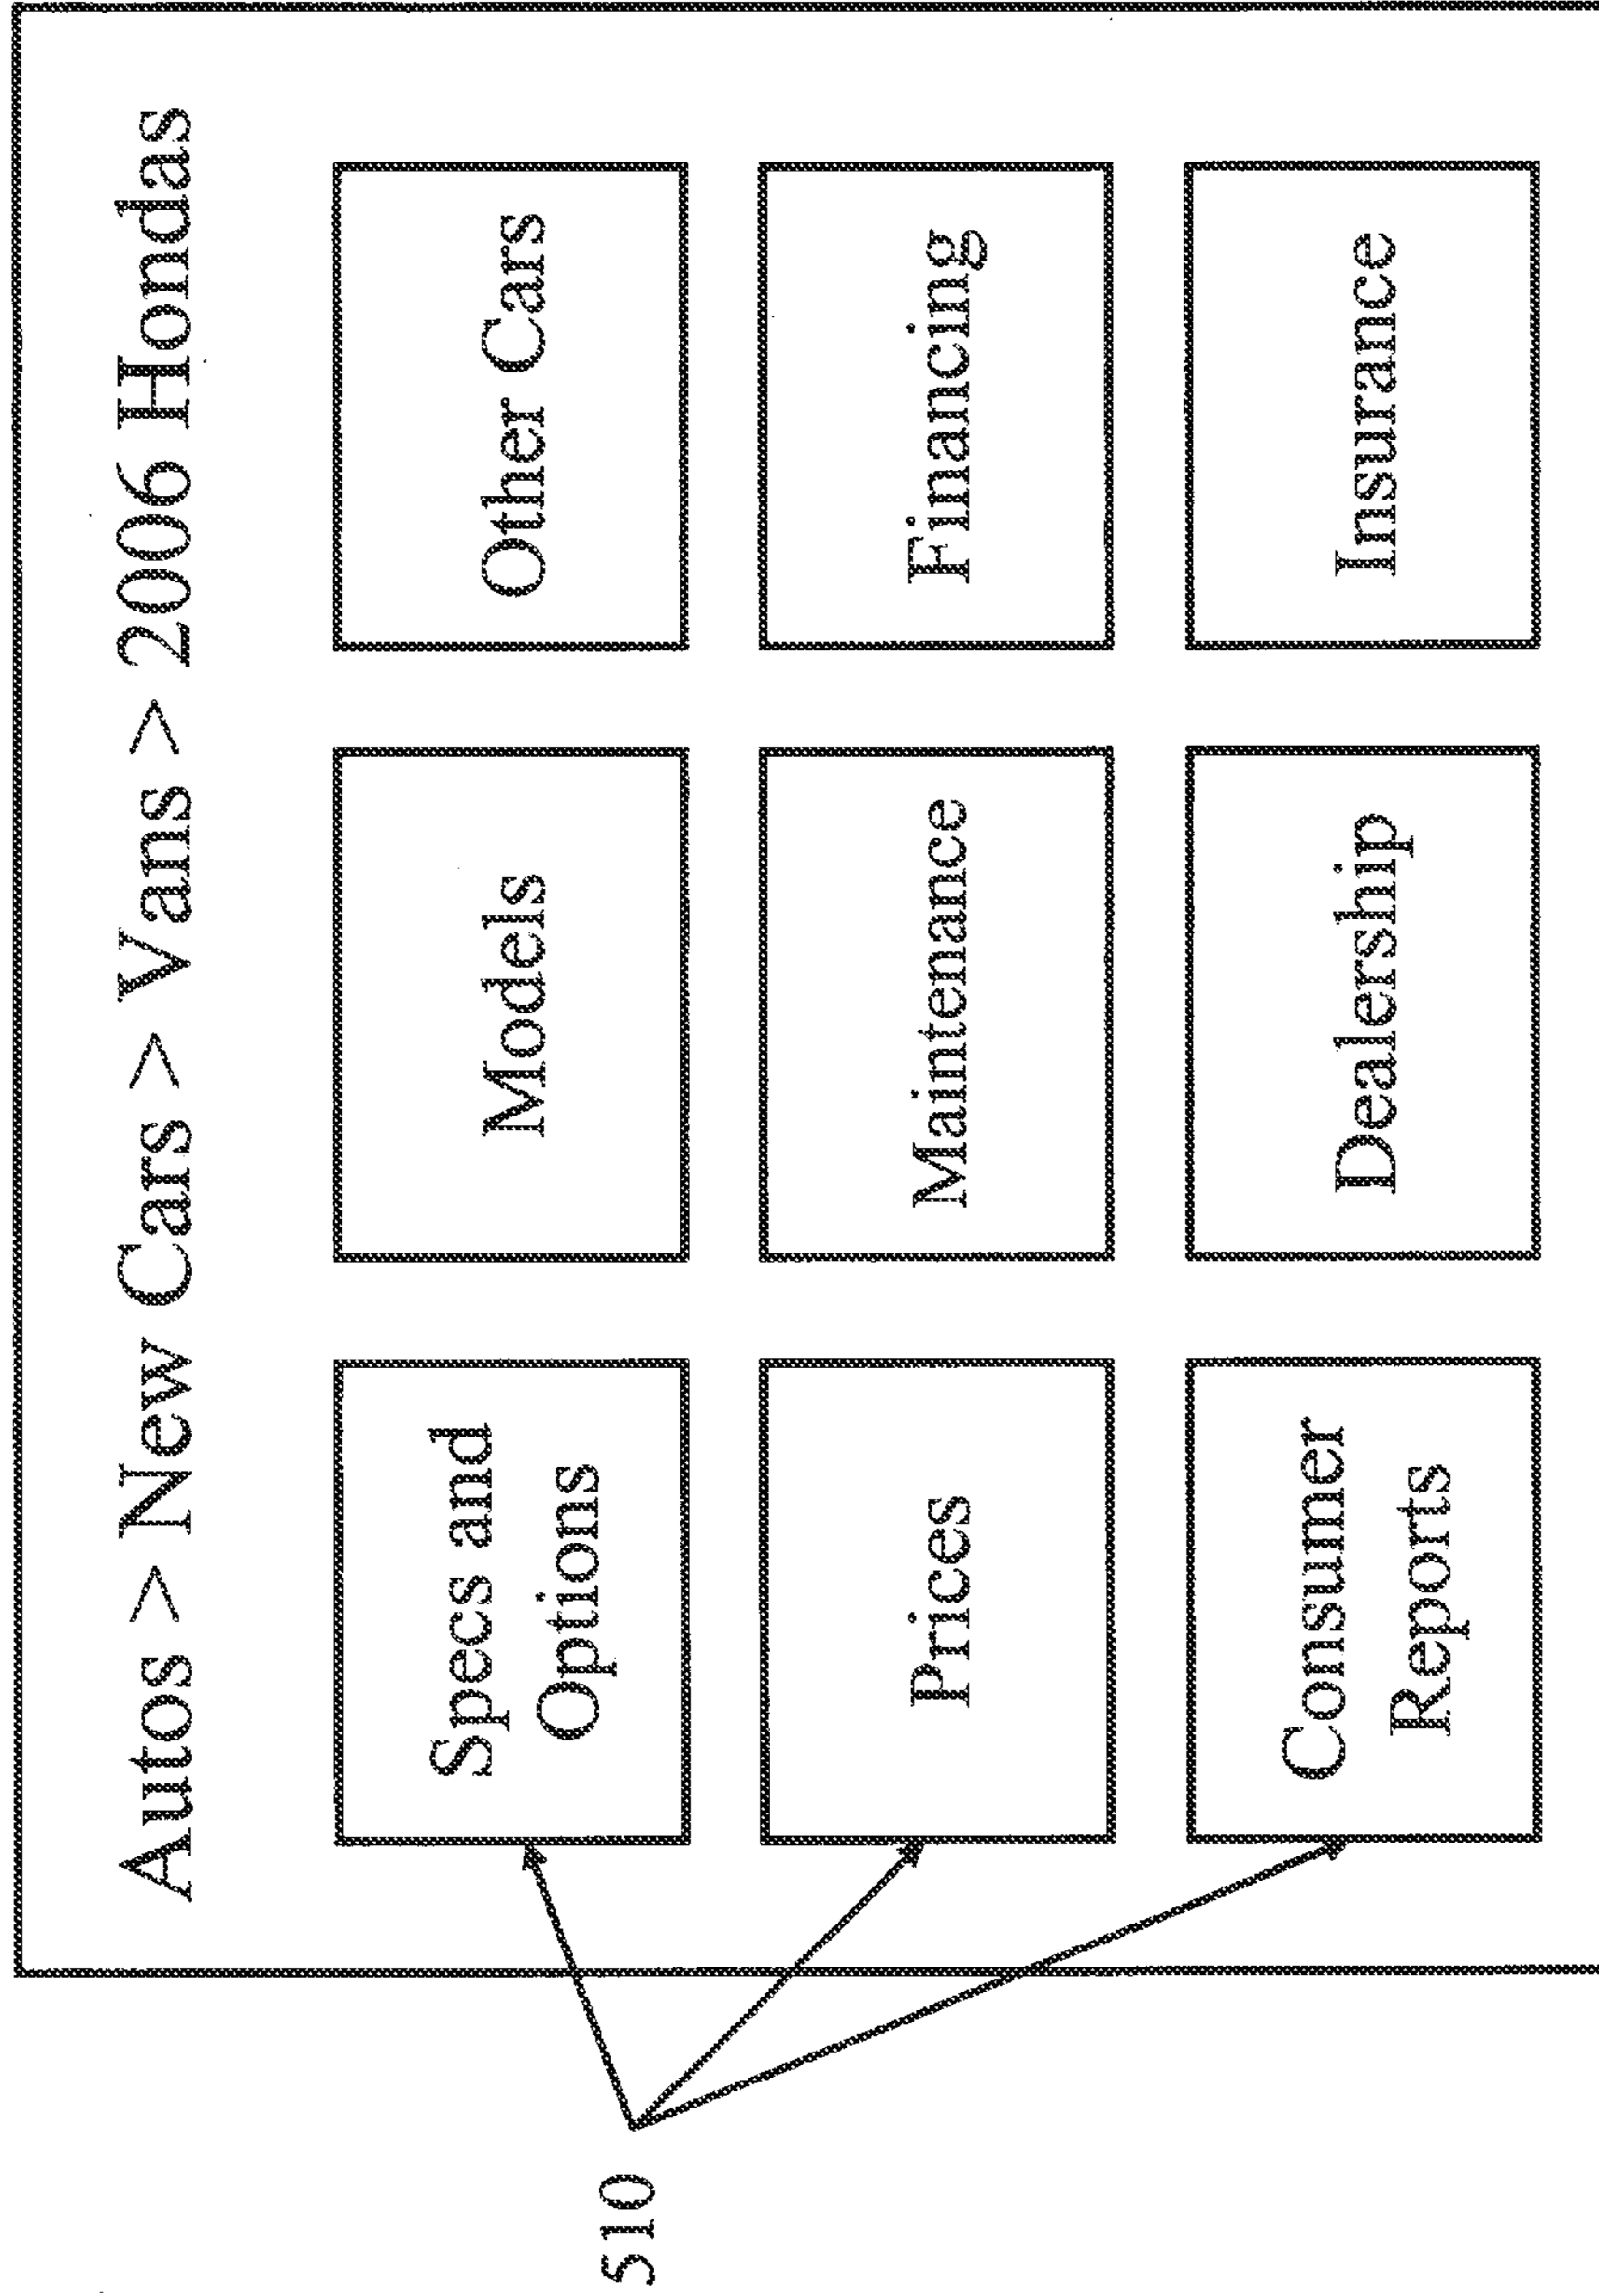 Autos > New Cars > Vans > 2006 Hondas
Specs and
Options
Models
Other Cars
510
Prices
Maintenance
Financing
Consumer
Reports
Dealership
Insurance